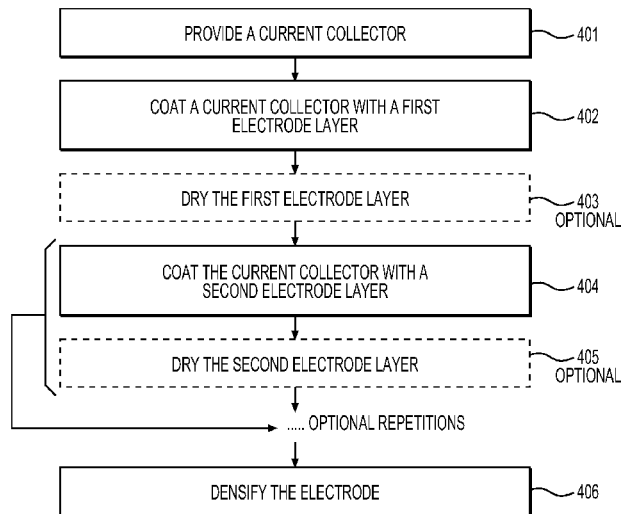 PROVIDE A CURRENT COLLECTOR
401
COAT A CURRENT COLLECTOR WITH A FIRST
ELECTRODE LAYER
402
DRY THE FIRST ELECTRODE LAYER
403
OPTIONAL
COAT THE CURRENT COLLECTOR WITH A
SECOND ELECTRODE LAYER
404
DRY THE SECOND ELECTRODE LAYER
405
OPTIONAL
..... OPTIONAL REPETITIONS
DENSIFY THE ELECTRODE
406